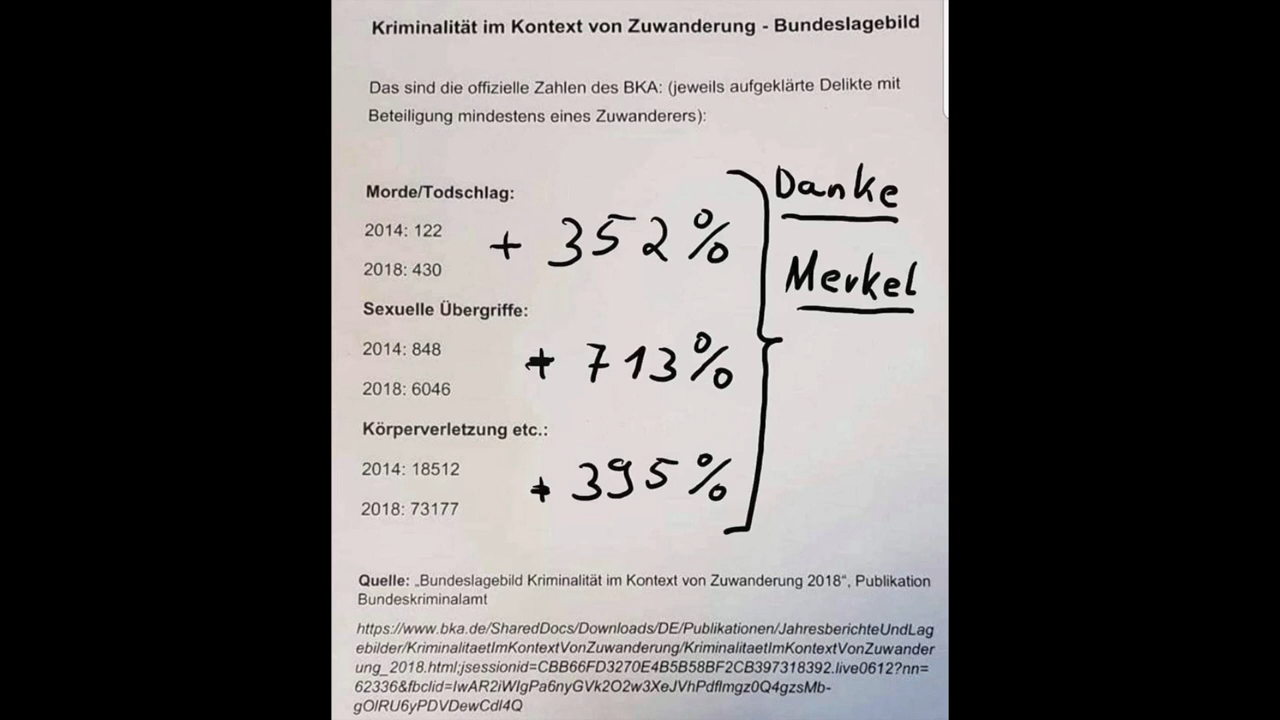 Kriminalität im Kontext von Zuwanderung - Bundeslagebild
Das sind die offizielle Zahlen des BKA: (jeweils aufgeklärte Delikte mit
Beteiligung mindestens eines Zuwanderers):
Morde/Todschlag:
2014: 122
2018: 430
+ 352%
Sexuelle Übergriffe:
2014: 848
2018: 6046
+ 713%
Körperverletzung etc.:
2014: 18512
2018: 73177
+ 395%
Danke
Merkel
Quelle: „Bundeslagebild Kriminalität im Kontext von Zuwanderung 2018“, Publikation
Bundeskriminalamt
https://www.bka.de/SharedDocs/Downloads/DE/Publikationen/JahresberichteUndLag
ebilder/KriminalitaetImKontextVonZuwanderung/KriminalitaetImKontextVonZuwander
ung_2018.html;jsessionid=CBB66FD3270E4B5B58BF2CB397318392.live0612?nn=
62336&fbclid=IwAR2iWIgPa6nyGVk2O2w3XeJVhPdfImgz0Q4gzsMb-
gOIRU6yPDVDewCdI4Q